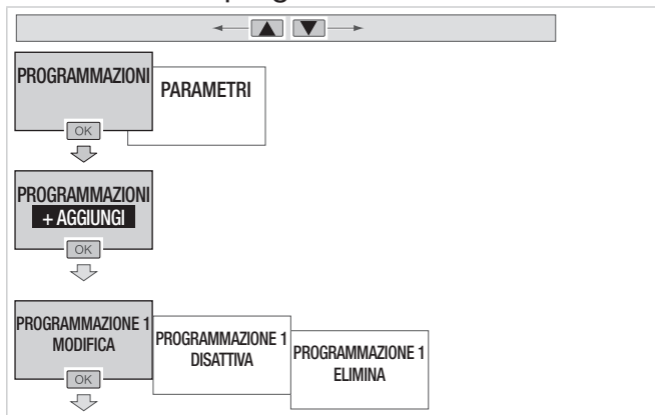 PROGRAMMAZIONI
PARAMETRI
OK
PROGRAMMAZIONI
+ AGGIUNGI
OK
PROGRAMMAZIONE 1
MODIFICA
PROGRAMMAZIONE 1
DISATTIVA
PROGRAMMAZIONE 1
ELIMINA
OK